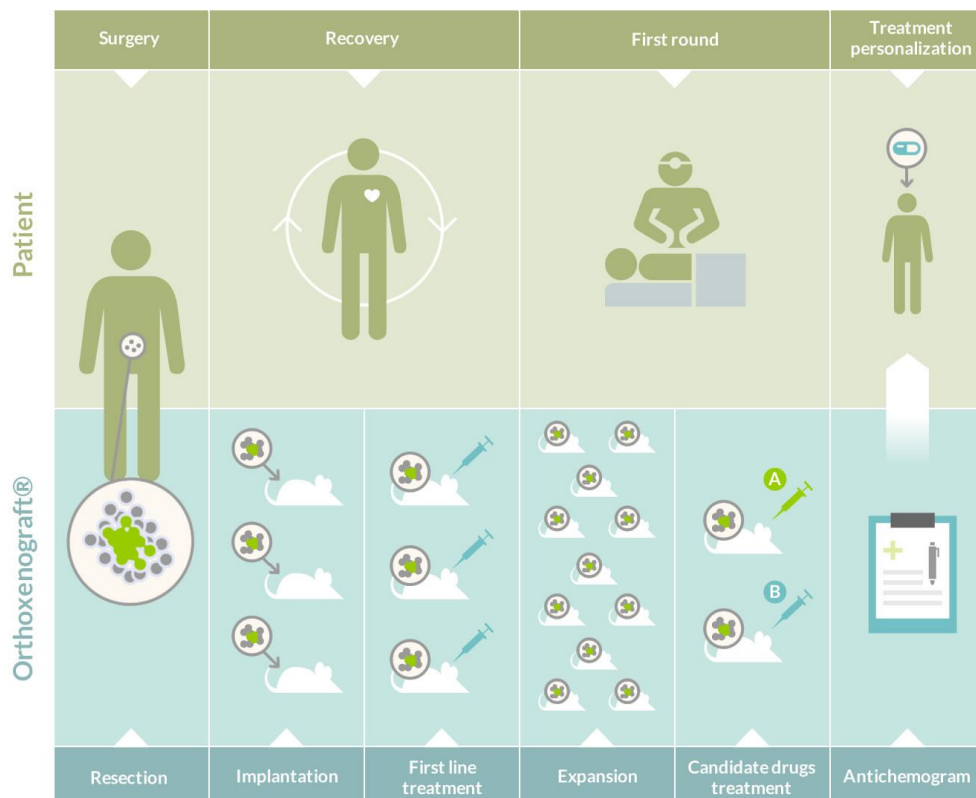 Surgery
Recovery
First round
Treatment
personalization
Patient
Orthoxenograft®
A
B
Resection
Implantation
First line
treatment
Expansion
Candidate drugs
treatment
Antichemogram